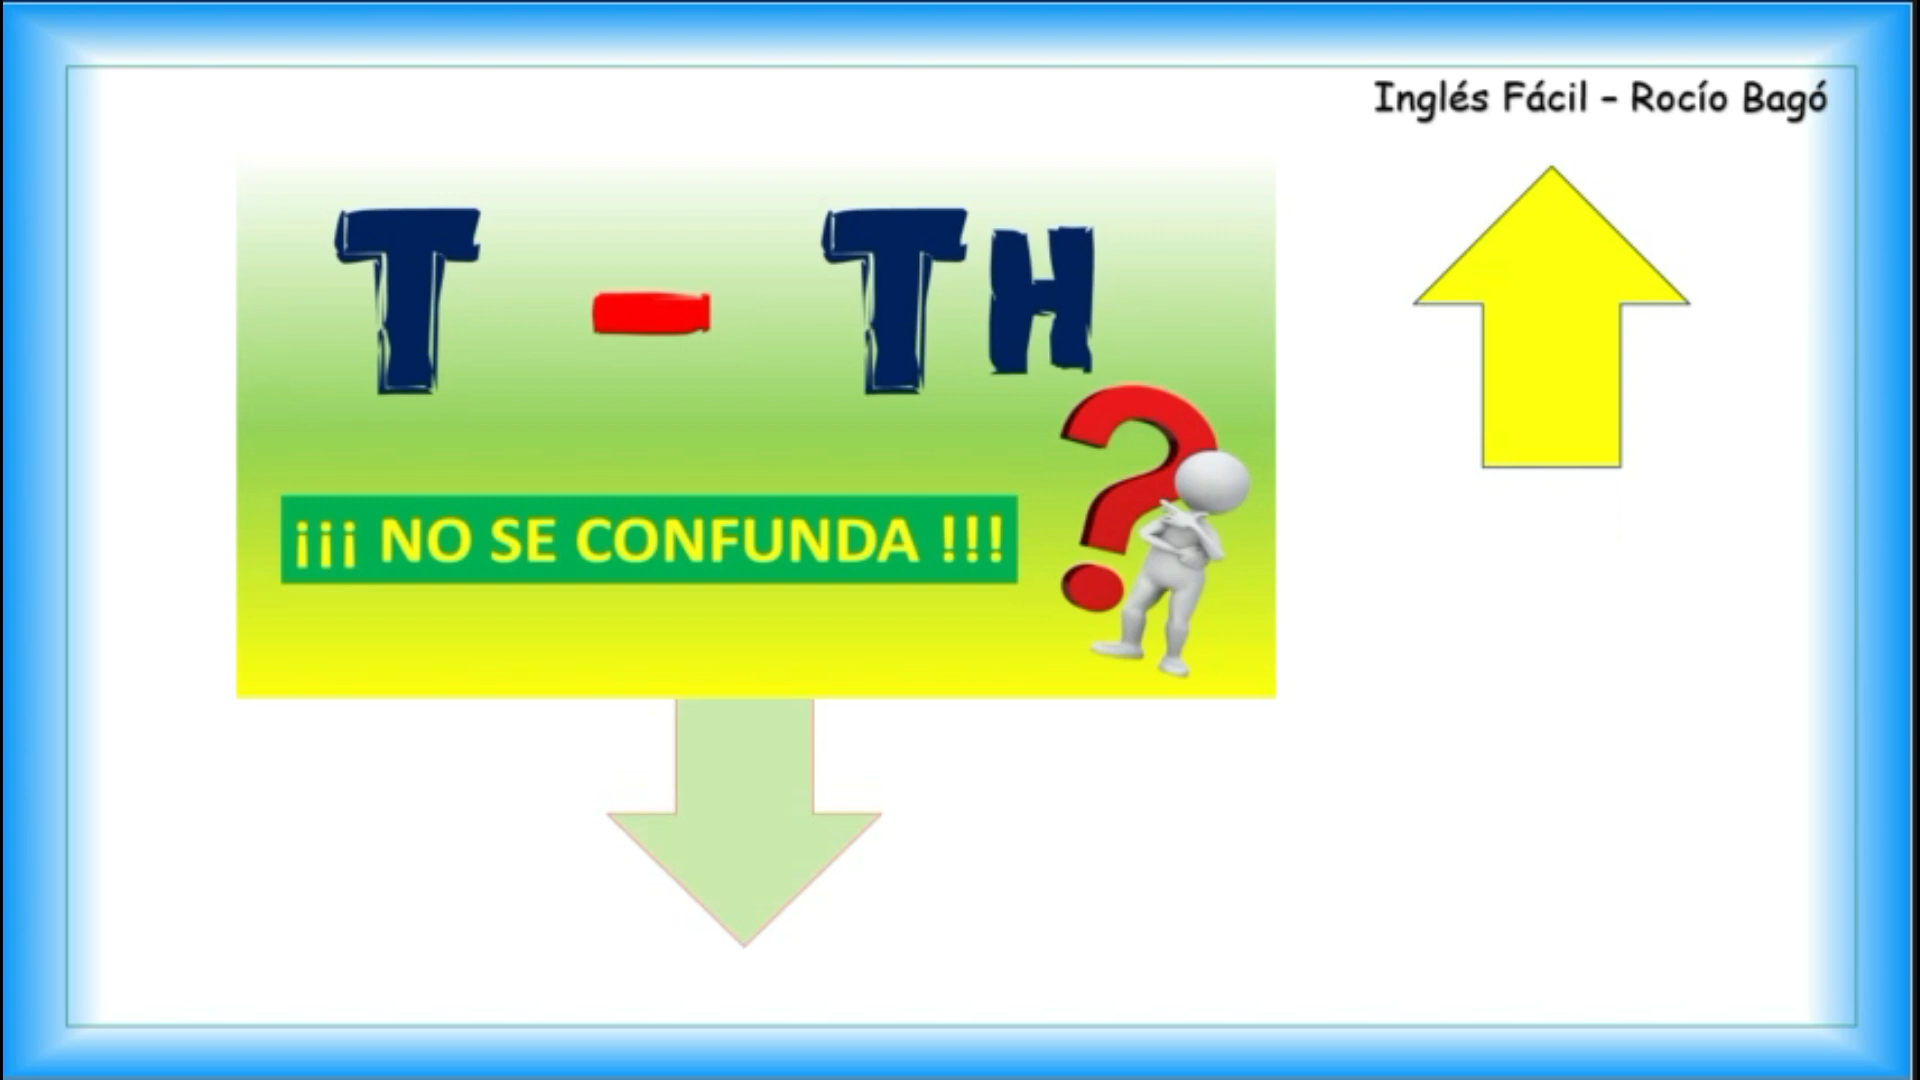 Inglés Fácil – Rocío Bagó
T - TH
¡¡¡ NO SE CONFUNDA !!!
?